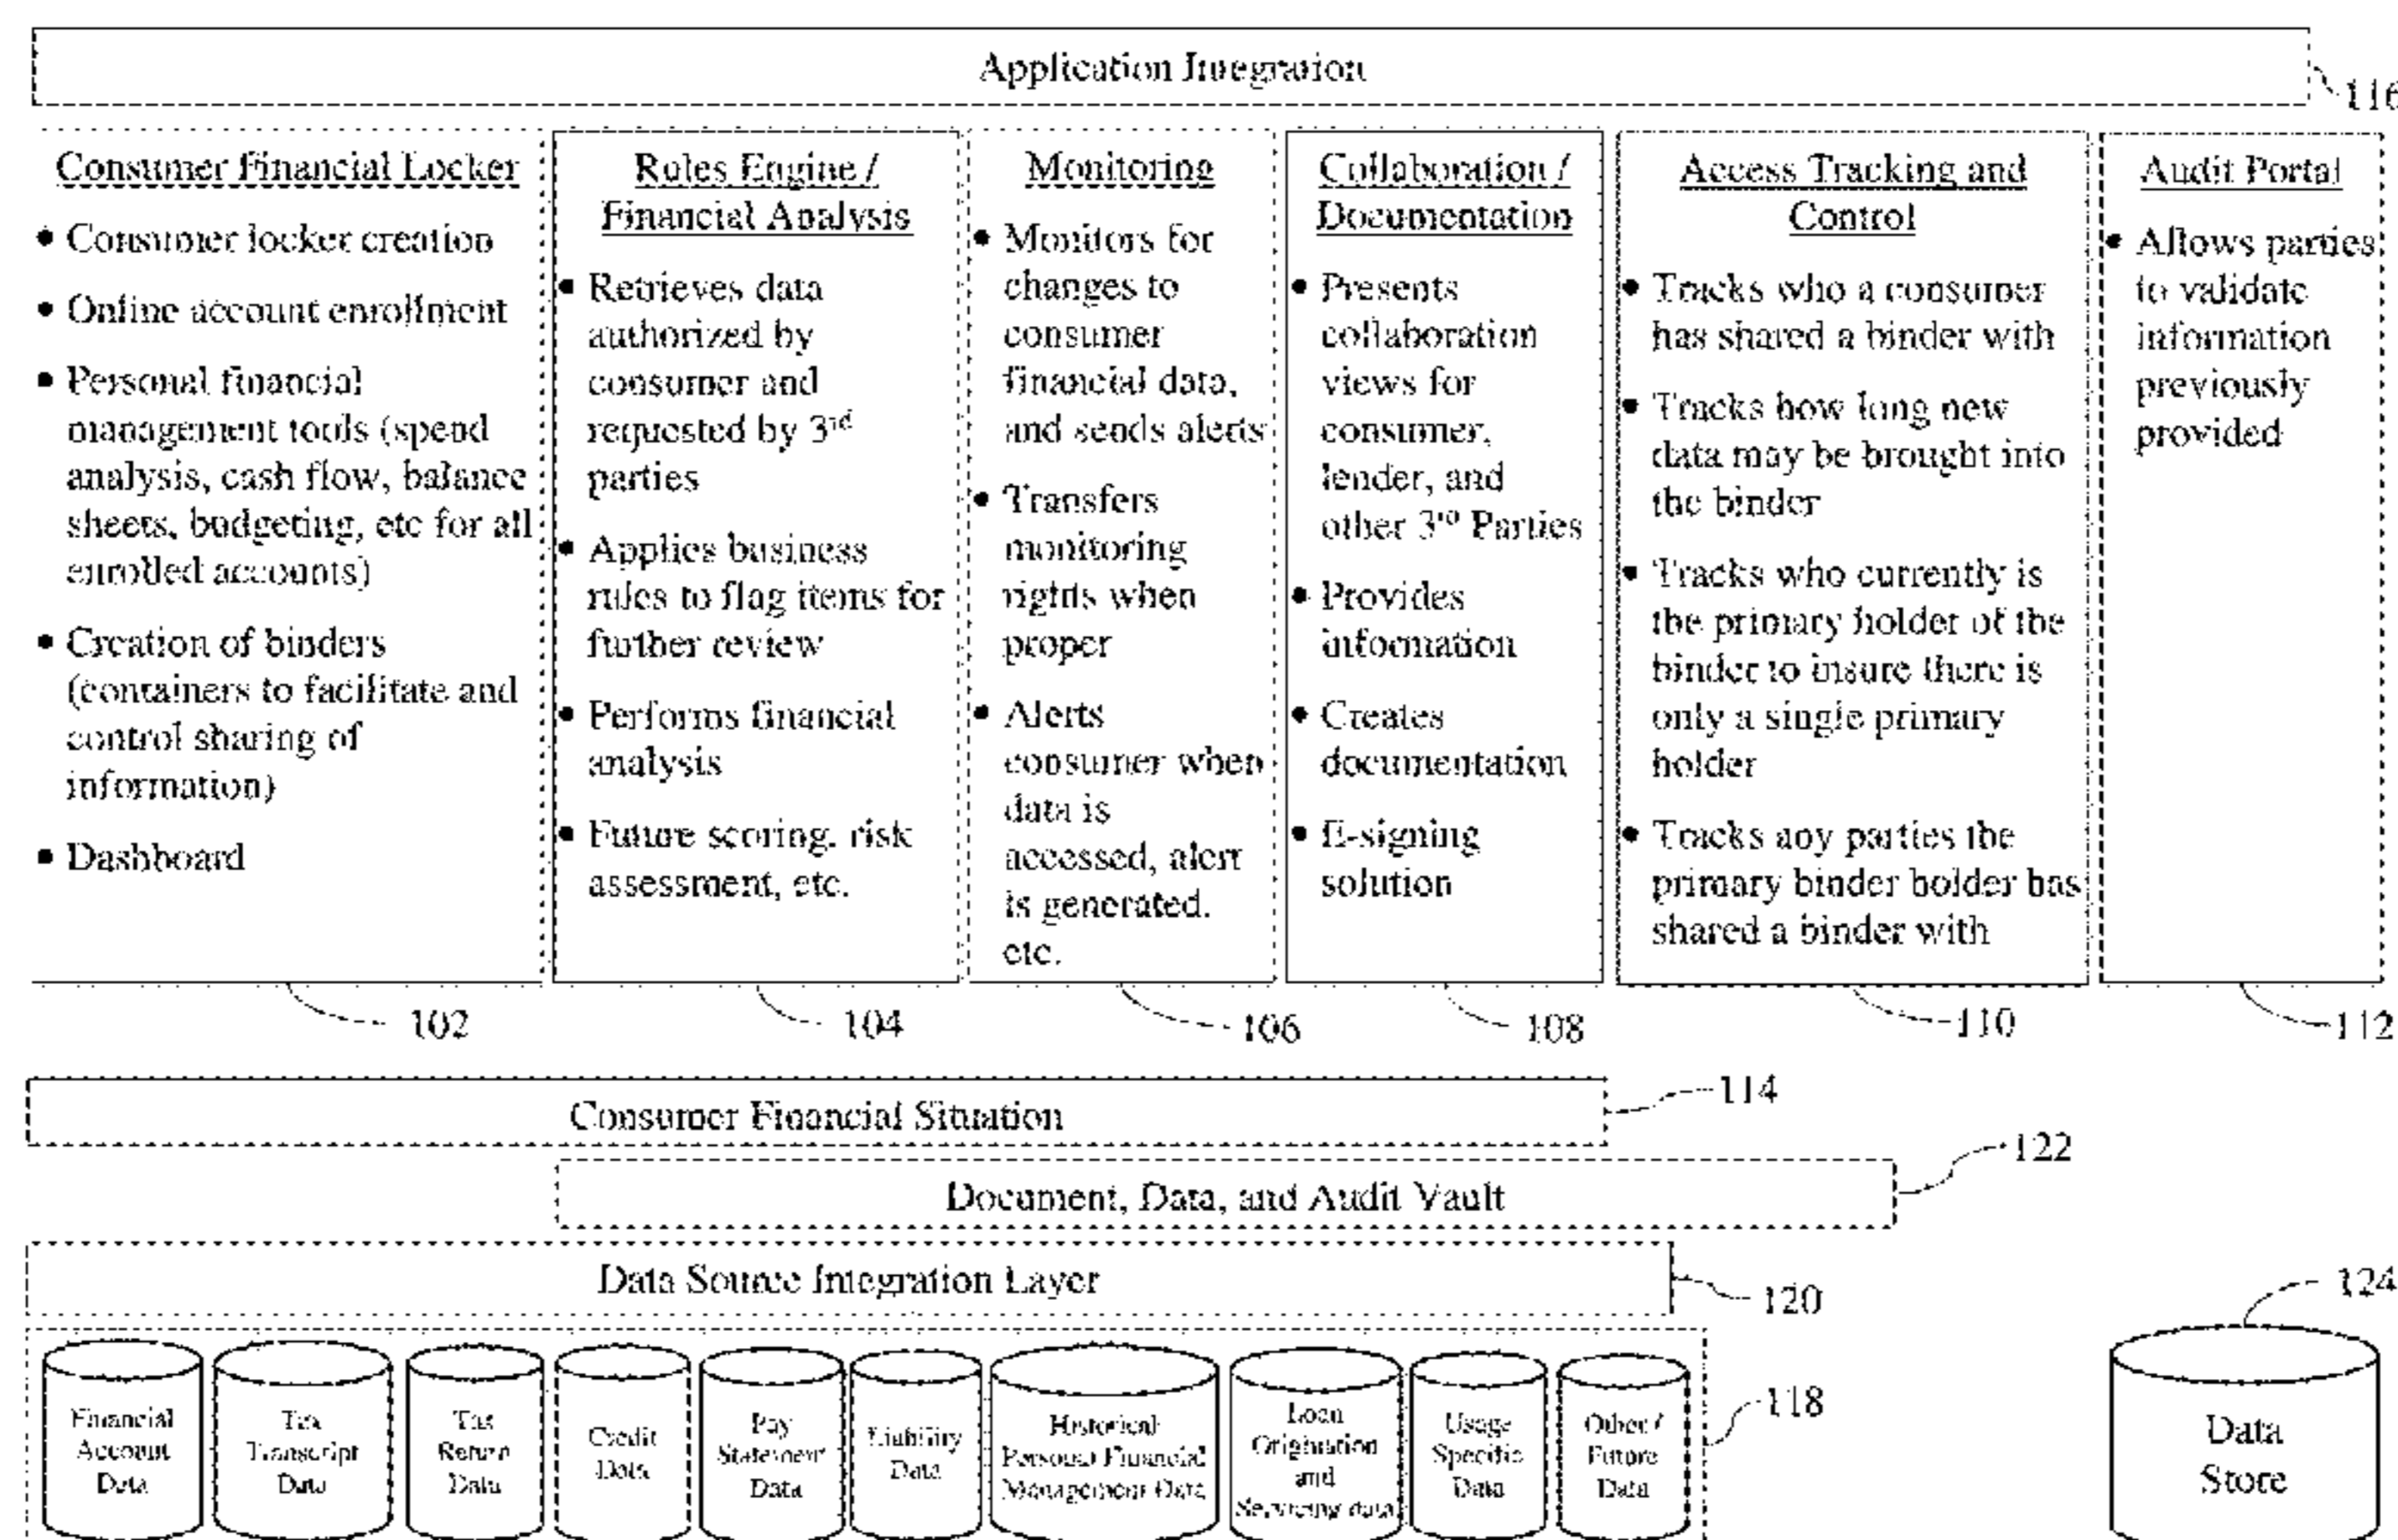 Application Integration
116
Consumer Financial Locker
• Consumer locker creation
• Online account enrollment
• Personal financial
management tools (spend
analysis, cash flow, balance
sheets, budgeting, etc for all
enrolled accounts)
• Creation of binders
(containers to facilitate and
control sharing of
information)
• Dashboard
102
Rules Engine /
Financial Analysis
• Retrieves data
authorized by
consumer and
requested by 3rd
parties
• Applies business
rules to flag items for
further review
• Performs financial
analysis
• Future scoring, risk
assessment, etc.
104
Monitoring
• Monitors for
changes to
consumer
financial data,
and sends alerts
• Transfers
monitoring
rights when
proper
• Alerts
consumer when
data is
accessed, alert
is generated,
etc.
106
Collaboration /
Documentation
• Presents
collaboration
views for
consumer,
lender, and
other 3rd Parties
• Provides
information
• Creates
documentation
• E-signing
solution
108
Access Tracking and
Control
• Tracks who a consumer
has shared a binder with
• Tracks how long new
data may be brought into
the binder
• Tracks who currently is
the primary holder of the
binder to insure there is
only a single primary
holder
• Tracks any parties the
primary binder holder has
shared a binder with
110
Audit Portal
• Allows parties
to validate
information
previously
provided
112
Consumer Financial Situation
114
Document, Data, and Audit Vault
122
Data Source Integration Layer
120
Financial
Account
Data
Tax
Transcript
Data
Tax
Return
Data
Credit
Data
Pay
Statement
Data
Liability
Data
Historical
Personal Financial
Management Data
Loan
Origination
and
Servicing data
Usage
Specific
Data
Other /
Future
Data
118
124
Data
Store